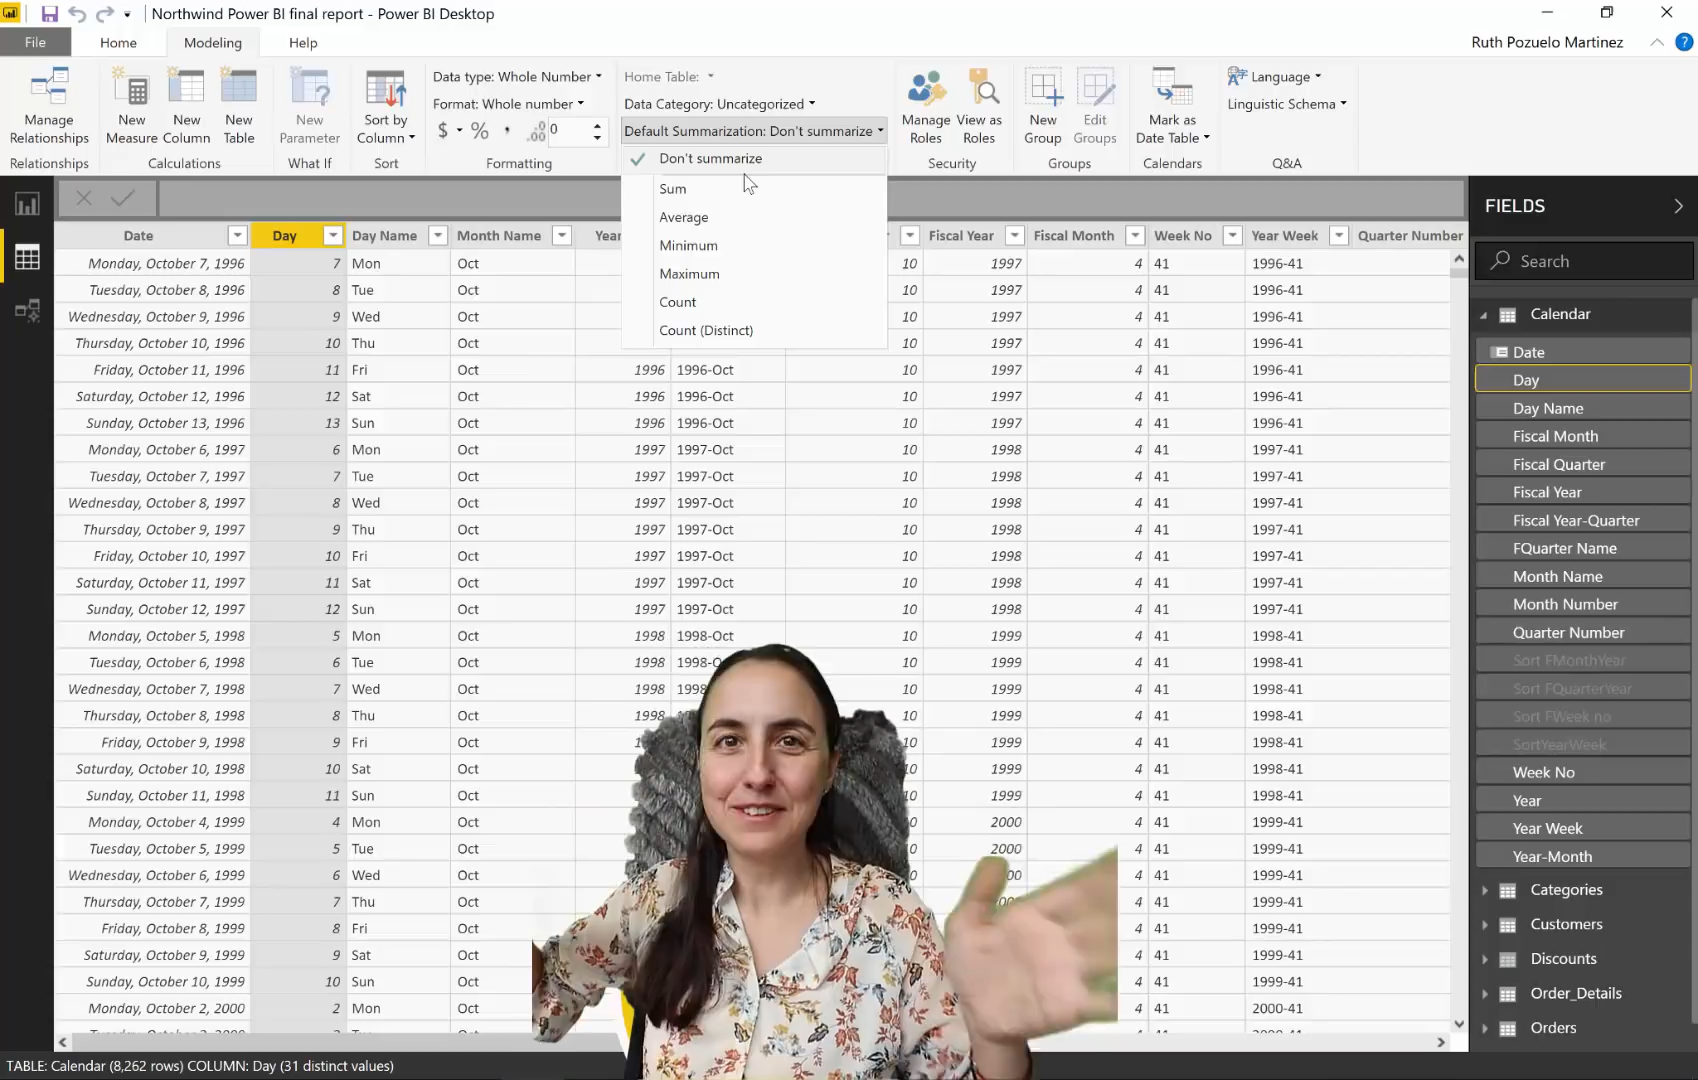 Northwind Power BI final report - Power BI Desktop
File Home Modeling Help Ruth Pozuelo Martinez ?
Manage Relationships
Relationships
New Measure
New Column
New Table
Calculations
New Parameter
What If
Sort by Column
Sort
Data type: Whole Number
Format: Whole number
$ % , .00 0
Formatting
Home Table:
Data Category: Uncategorized
Default Summarization: Don't summarize
Don't summarize
Sum
Average
Minimum
Maximum
Count
Count (Distinct)
Manage Roles
View as Roles
Security
New Group
Edit Groups
Groups
Mark as Date Table
Calendars
Language
Linguistic Schema
Q&A
Date Day Day Name Month Name Year Fiscal Year Fiscal Month Week No Year Week Quarter Number
Monday, October 7, 1996 7 Mon Oct 10 1997 4 41 1996-41
Tuesday, October 8, 1996 8 Tue Oct 10 1997 4 41 1996-41
Wednesday, October 9, 1996 9 Wed Oct 10 1997 4 41 1996-41
Thursday, October 10, 1996 10 Thu Oct 10 1997 4 41 1996-41
Friday, October 11, 1996 11 Fri Oct 1996 1996-Oct 10 1997 4 41 1996-41
Saturday, October 12, 1996 12 Sat Oct 1996 1996-Oct 10 1997 4 41 1996-41
Sunday, October 13, 1996 13 Sun Oct 1996 1996-Oct 10 1997 4 41 1996-41
Monday, October 6, 1997 6 Mon Oct 1997 1997-Oct 10 1998 4 41 1997-41
Tuesday, October 7, 1997 7 Tue Oct 1997 1997-Oct 10 1998 4 41 1997-41
Wednesday, October 8, 1997 8 Wed Oct 1997 1997-Oct 10 1998 4 41 1997-41
Thursday, October 9, 1997 9 Thu Oct 1997 1997-Oct 10 1998 4 41 1997-41
Friday, October 10, 1997 10 Fri Oct 1997 1997-Oct 10 1998 4 41 1997-41
Saturday, October 11, 1997 11 Sat Oct 1997 1997-Oct 10 1998 4 41 1997-41
Sunday, October 12, 1997 12 Sun Oct 1997 1997-Oct 10 1998 4 41 1997-41
Monday, October 5, 1998 5 Mon Oct 1998 1998-Oct 10 1999 4 41 1998-41
Tuesday, October 6, 1998 6 Tue Oct 1998 10 1999 4 41 1998-41
Wednesday, October 7, 1998 7 Wed Oct 1998 10 1999 4 41 1998-41
Thursday, October 8, 1998 8 Thu Oct 1998 10 1999 4 41 1998-41
Friday, October 9, 1998 9 Fri Oct 10 1999 4 41 1998-41
Saturday, October 10, 1998 10 Sat Oct 10 1999 4 41 1998-41
Sunday, October 11, 1998 11 Sun Oct 10 1999 4 41 1998-41
Monday, October 4, 1999 4 Mon Oct 10 2000 4 41 1999-41
Tuesday, October 5, 1999 5 Tue Oct 2000 4 41 1999-41
Wednesday, October 6, 1999 6 Wed Oct 4 41 1999-41
Thursday, October 7, 1999 7 Thu Oct 4 41 1999-41
Friday, October 8, 1999 8 Fri Oct 4 41 1999-41
Saturday, October 9, 1999 9 Sat Oct 4 41 1999-41
Sunday, October 10, 1999 10 Sun Oct 4 41 1999-41
Monday, October 2, 2000 2 Mon Oct 4 41 2000-41
FIELDS
Search
Calendar
Date
Day
Day Name
Fiscal Month
Fiscal Quarter
Fiscal Year
Fiscal Year-Quarter
FQuarter Name
Month Name
Month Number
Quarter Number
Sort FMonthYear
Sort FQuarterYear
Sort FWeek no
SortYearWeek
Week No
Year
Year Week
Year-Month
Categories
Customers
Discounts
Order_Details
Orders
TABLE: Calendar (8,262 rows) COLUMN: Day (31 distinct values)